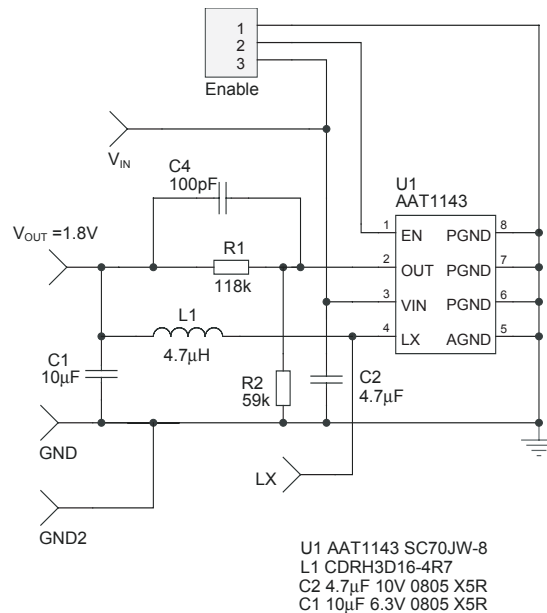 1
2
3
Enable
V_IN
C4
100pF
U1
AAT1143
V_OUT =1.8V
R1
118k
1 EN PGND 8
2 OUT PGND 7
3 VIN PGND 6
4 LX AGND 5
L1
4.7μH
C1
10μF
R2
59k
C2
4.7μF
GND
LX
GND2
U1 AAT1143 SC70JW-8
L1 CDRH3D16-4R7
C2 4.7μF 10V 0805 X5R
C1 10μF 6.3V 0805 X5R